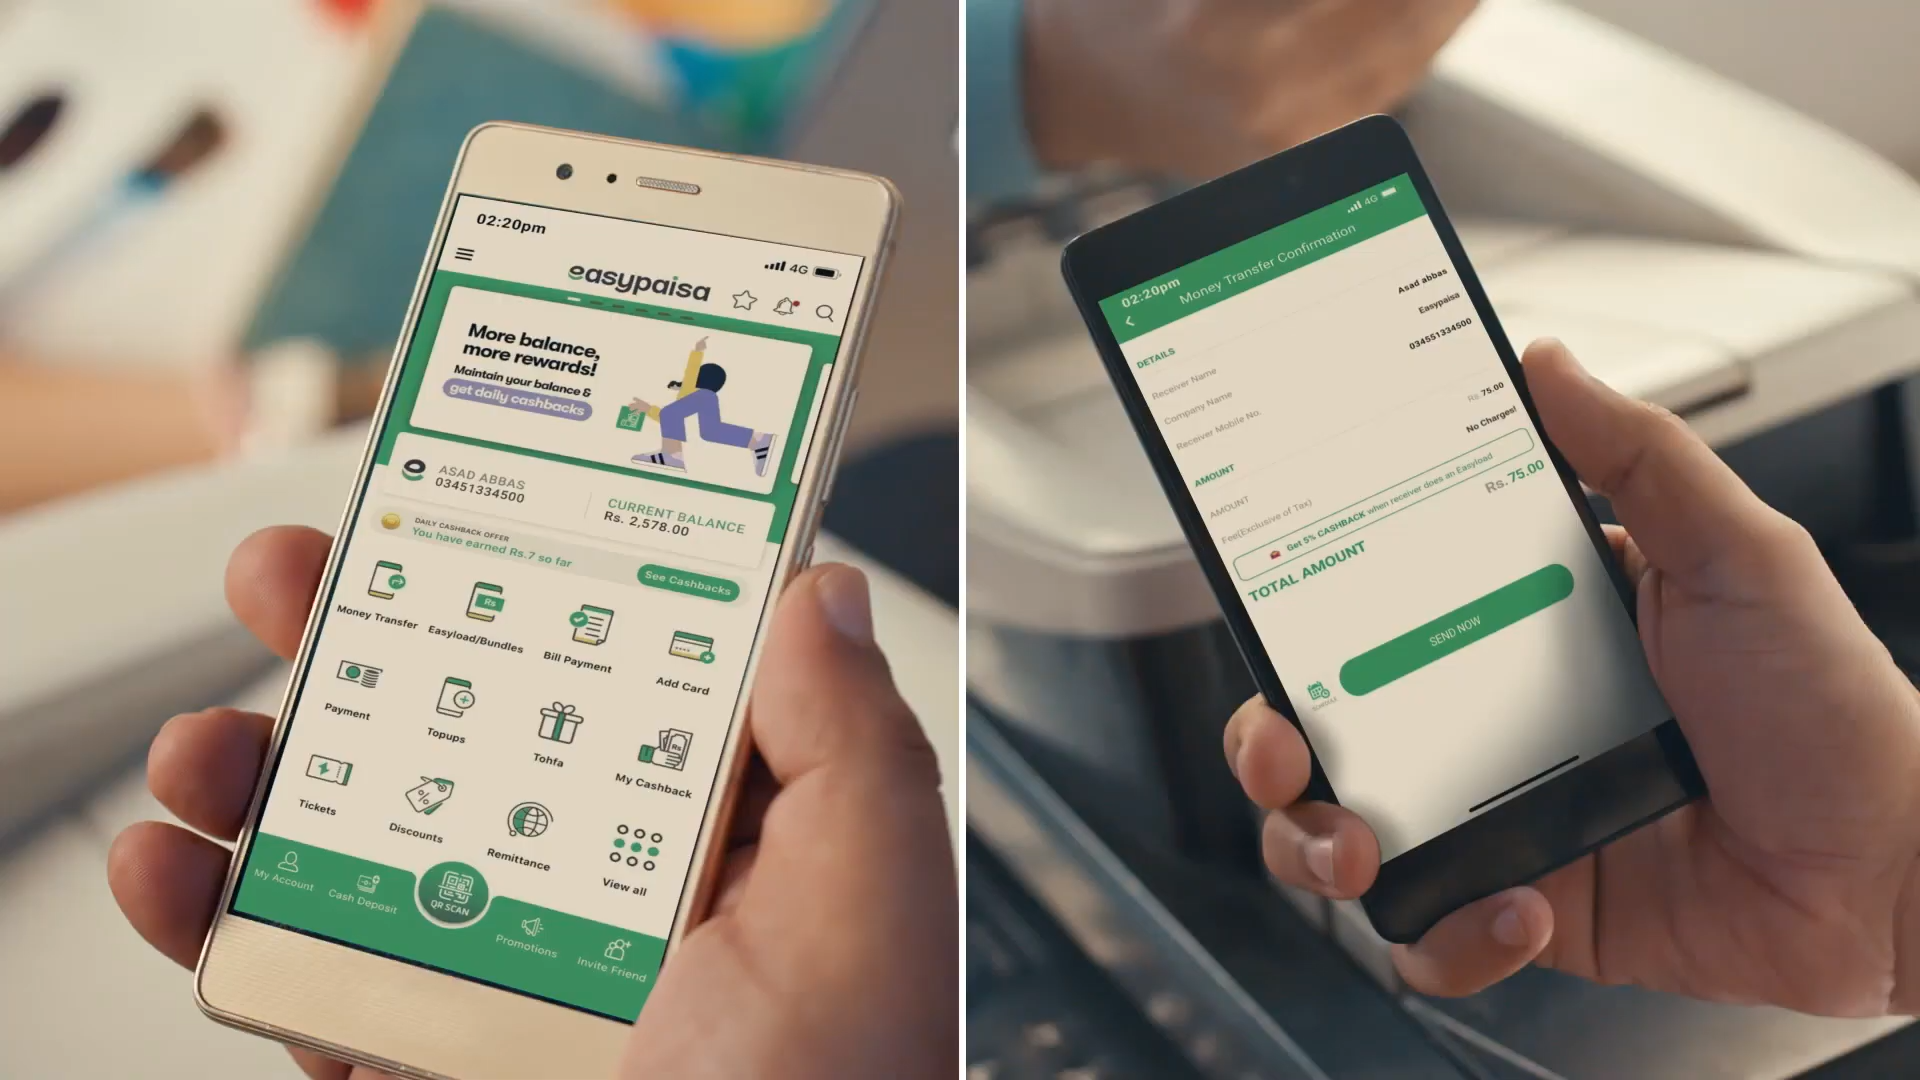 02:20pm
4G
easypaisa
More balance,
more rewards!
Maintain your balance &
get daily cashbacks
ASAD ABBAS
03451334500
CURRENT BALANCE
Rs. 2,578.00
DAILY CASHBACK OFFER
You have earned Rs.7 so far
See Cashbacks
Money Transfer
Easyload/Bundles
Rs
Bill Payment
Add Card
Payment
Topups
Tohfa
My Cashback
Rs
Tickets
Discounts
Remittance
View all
My Account
Cash Deposit
QR SCAN
Promotions
Invite Friend
02:20pm
4G
Money Transfer Confirmation
DETAILS
Receiver Name
Asad abbas
Company Name
Easypaisa
Receiver Mobile No.
034551334500
AMOUNT
AMOUNT
Rs. 75.00
Fee(Exclusive of Tax)
No Charges!
Get 5% CASHBACK when receiver does an Easyload
TOTAL AMOUNT
Rs. 75.00
SEND NOW
SCHEDULE